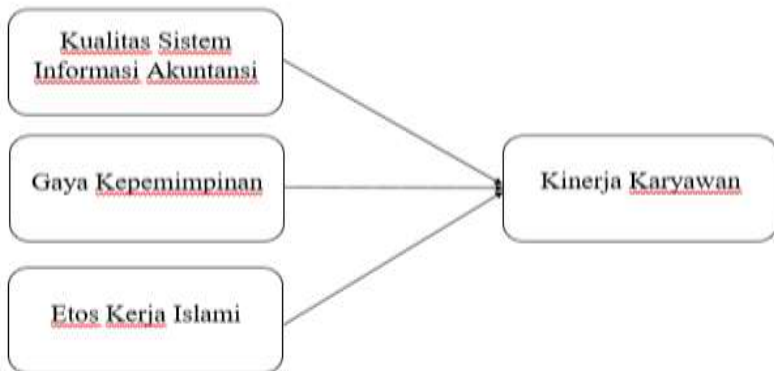 Kualitas Sistem
Informasi Akuntansi
Gaya Kepemimpinan
Etos Kerja Islami
Kinerja Karyawan